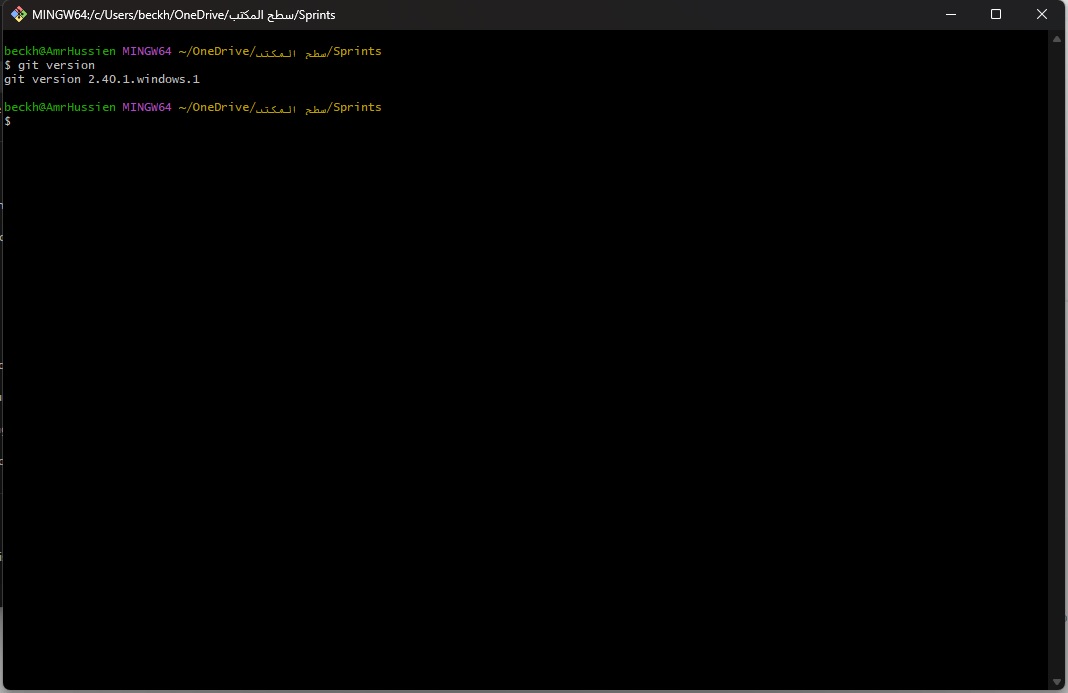 MINGW64:/c/Users/beckh/OneDrive/سطح المكتب/Sprints
beckh@AmrHussien MINGW64 ~/OneDrive/سطح المكتب/Sprints
$ git version
git version 2.40.1.windows.1
beckh@AmrHussien MINGW64 ~/OneDrive/سطح المكتب/Sprints
$